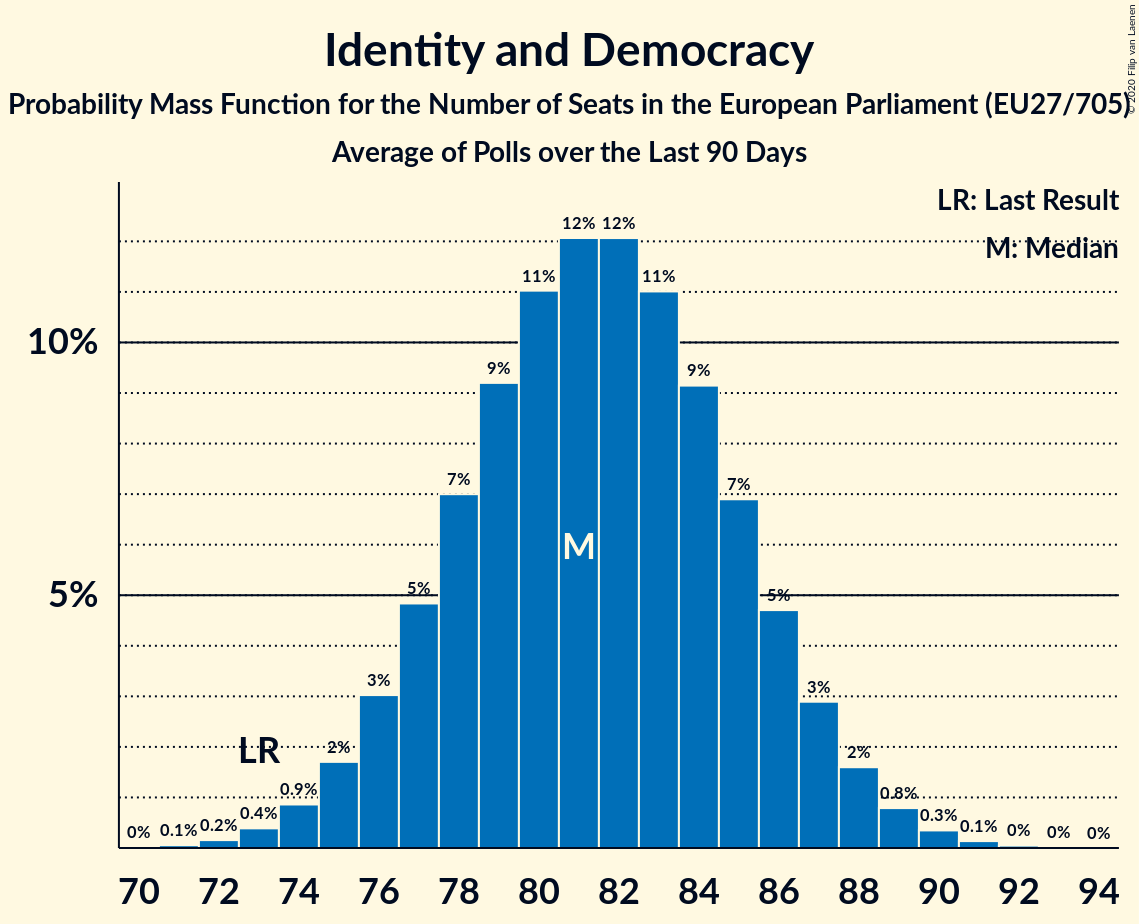 Identity and Democracy
Probability Mass Function for the Number of Seats in the European Parliament (EU27/705)
Average of Polls over the Last 90 Days
© 2020 Filip van Laenen
LR: Last Result
M: Median
10%
5%
0% 0.1% 0.2% 0.4% 0.9% 2% 3% 5% 7% 9% 11% 12% 12% 11% 9% 7% 5% 3% 2% 0.8% 0.3% 0.1% 0% 0% 0%
LR
M
70 72 74 76 78 80 82 84 86 88 90 92 94